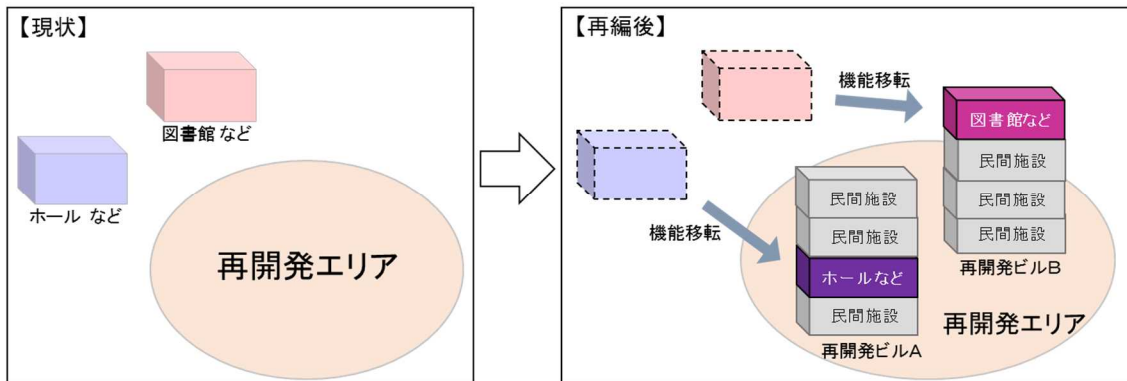 【現状】
図書館 など
ホール など
再開発エリア
【再編後】
機能移転
図書館など
民間施設
民間施設
民間施設
再開発ビルB
機能移転
民間施設
民間施設
ホールなど
民間施設
再開発ビルA
再開発エリア